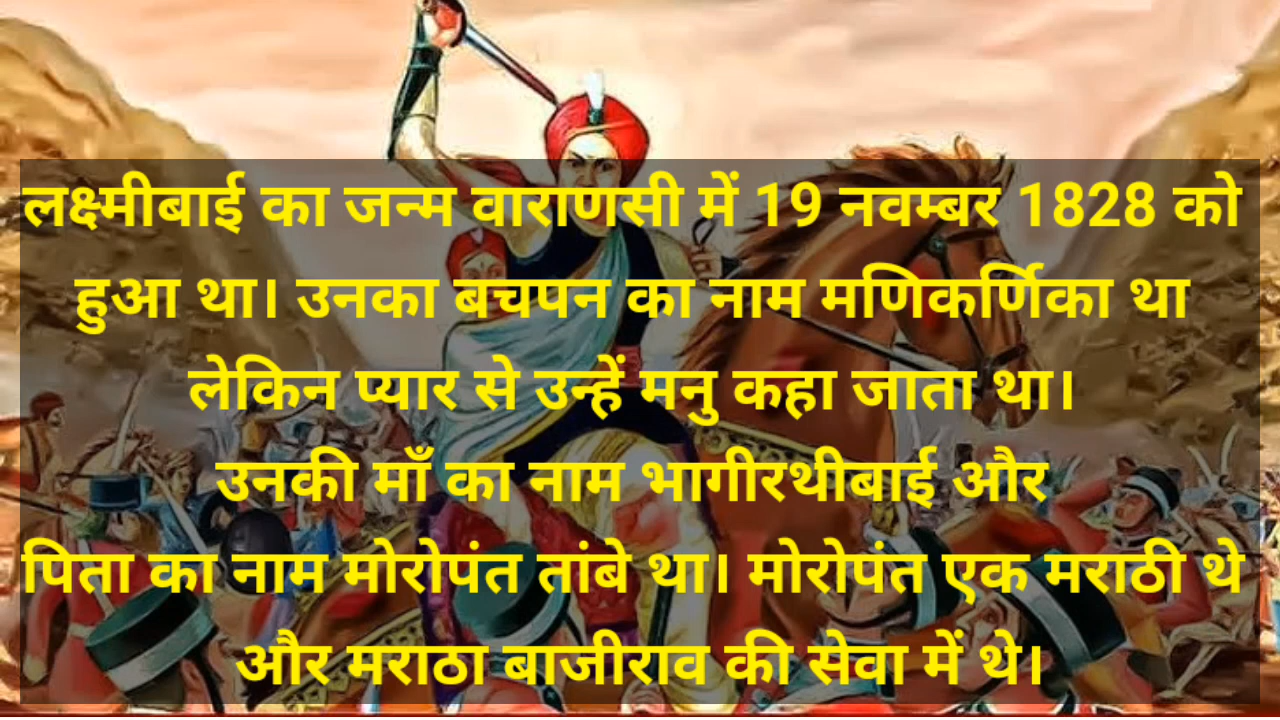 लक्ष्मीबाई का जन्म वाराणसी में 19 नवम्बर 1828 को
हुआ था। उनका बचपन का नाम मणिकर्णिका था
लेकिन प्यार से उन्हें मनु कहा जाता था।
उनकी माँ का नाम भागीरथीबाई और
पिता का नाम मोरोपंत तांबे था। मोरोपंत एक मराठी थे
और मराठा बाजीराव की सेवा में थे।